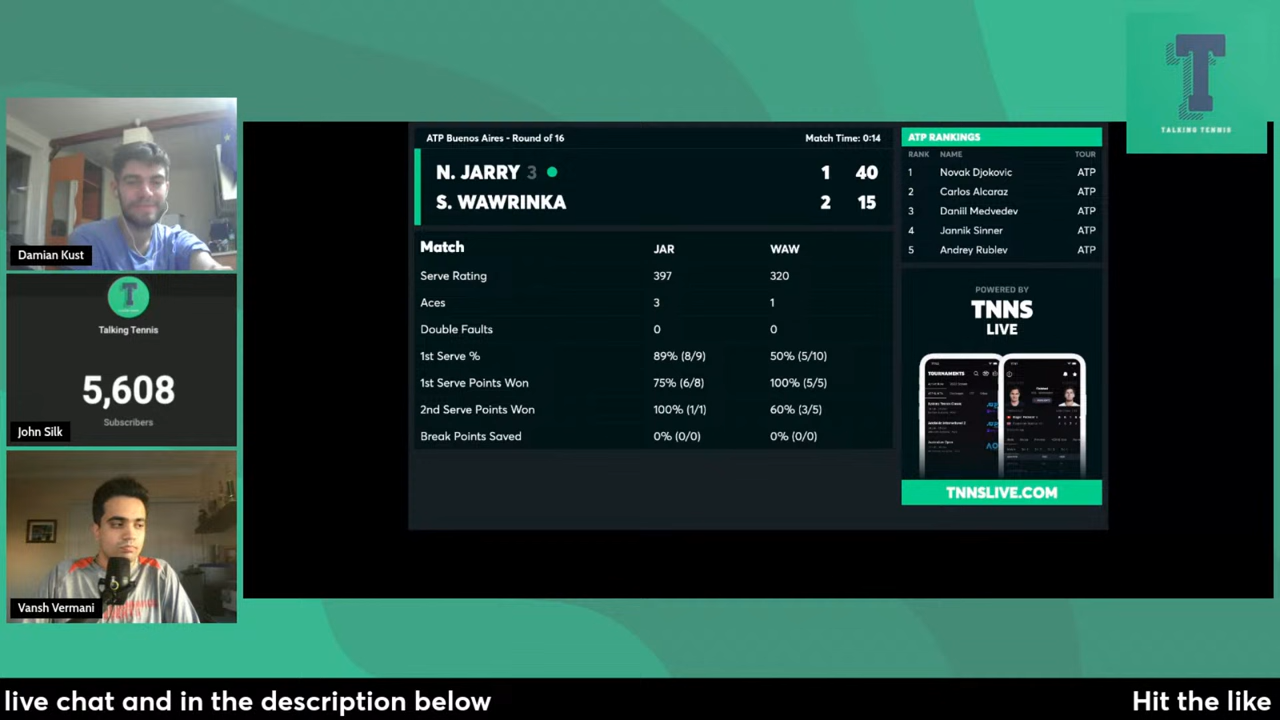 T
TALKING TENNIS
Damian Kust
T
Talking Tennis
5,608
Subscribers
John Silk
Vansh Vermani
ATP Buenos Aires - Round of 16 Match Time: 0:14
N. JARRY 3 1 40
S. WAWRINKA 2 15
Match JAR WAW
Serve Rating 397 320
Aces 3 1
Double Faults 0 0
1st Serve % 89% (8/9) 50% (5/10)
1st Serve Points Won 75% (6/8) 100% (5/5)
2nd Serve Points Won 100% (1/1) 60% (3/5)
Break Points Saved 0% (0/0) 0% (0/0)
ATP RANKINGS
RANK NAME TOUR
1 Novak Djokovic ATP
2 Carlos Alcaraz ATP
3 Daniil Medvedev ATP
4 Jannik Sinner ATP
5 Andrey Rublev ATP
POWERED BY
TNNS
LIVE
TOURNAMENTS
TNNSLIVE.COM
live chat and in the description below Hit the like